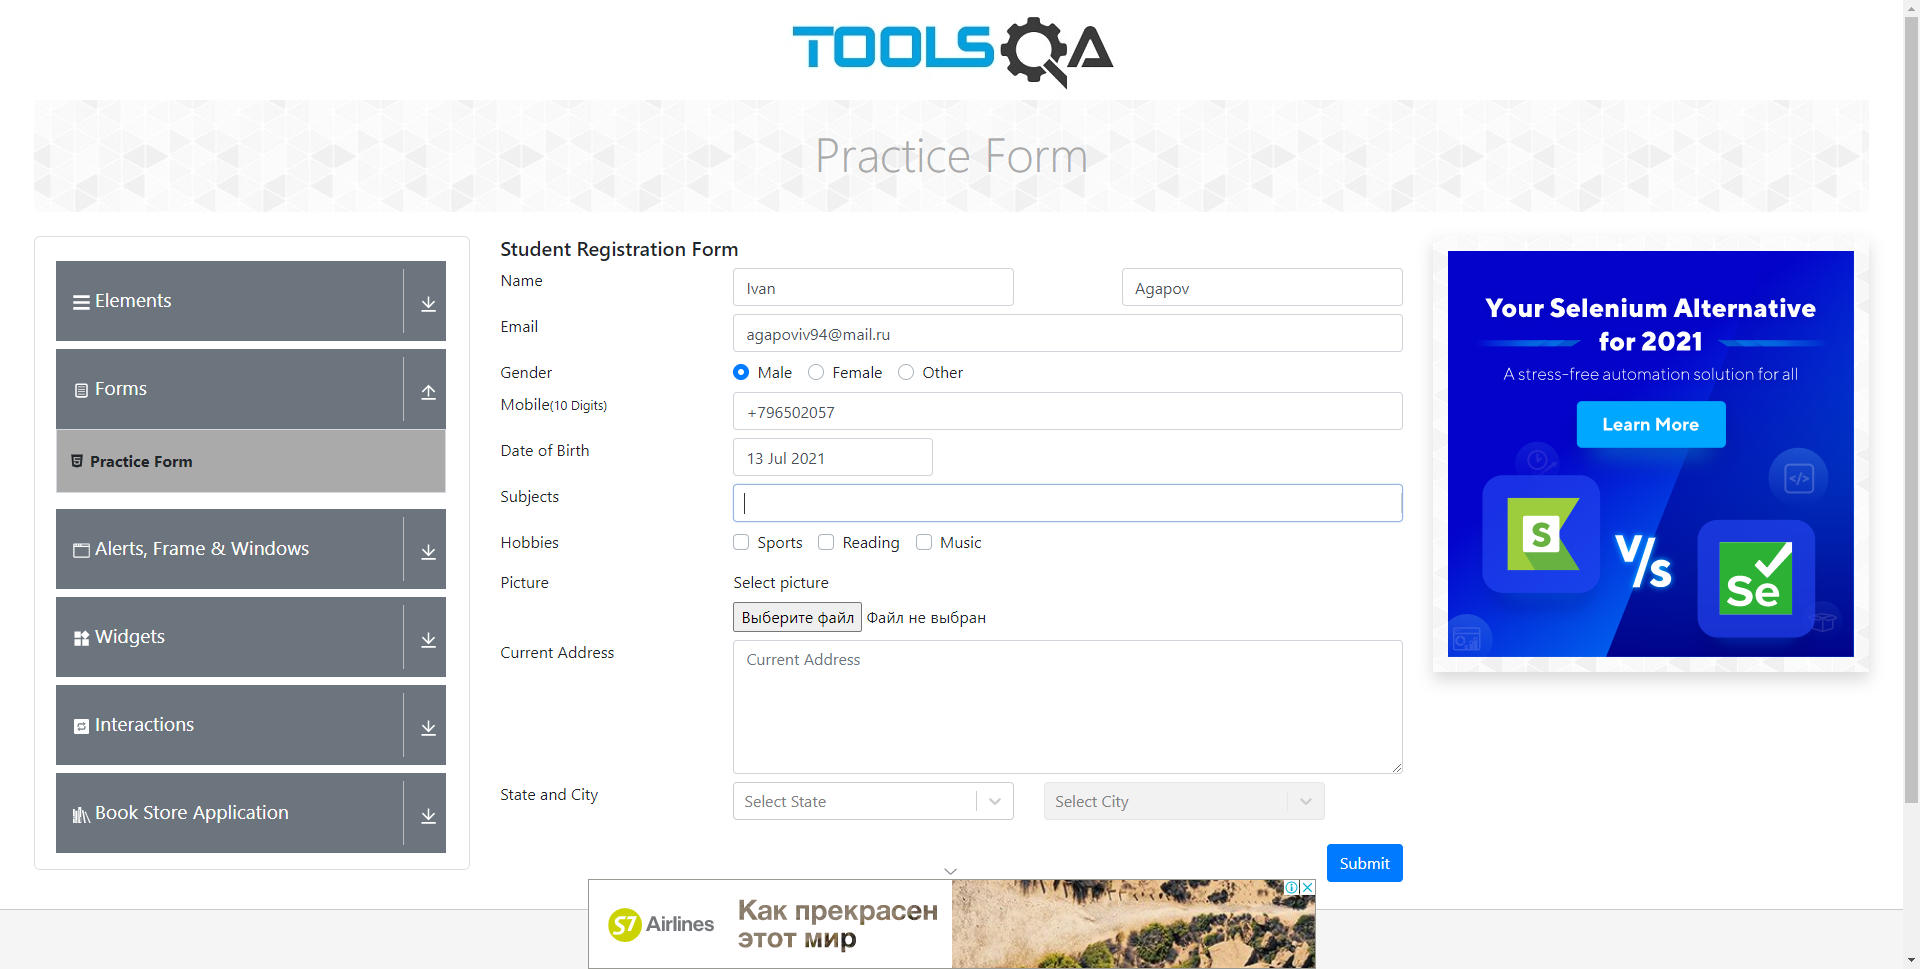 TOOLSQA
Practice Form
Elements
Forms
Practice Form
Alerts, Frame & Windows
Widgets
Interactions
Book Store Application
Student Registration Form
Name
Ivan
Agapov
Email
agapoviv94@mail.ru
Gender
Male
Female
Other
Mobile(10 Digits)
+796502057
Date of Birth
13 Jul 2021
Subjects
Hobbies
Sports
Reading
Music
Picture
Select picture
Выберите файл
Файл не выбран
Current Address
Current Address
State and City
Select State
Select City
Submit
Your Selenium Alternative
for 2021
A stress-free automation solution for all
Learn More
</>
S
V/s
Se
S7 Airlines
Как прекрасен
этот мир